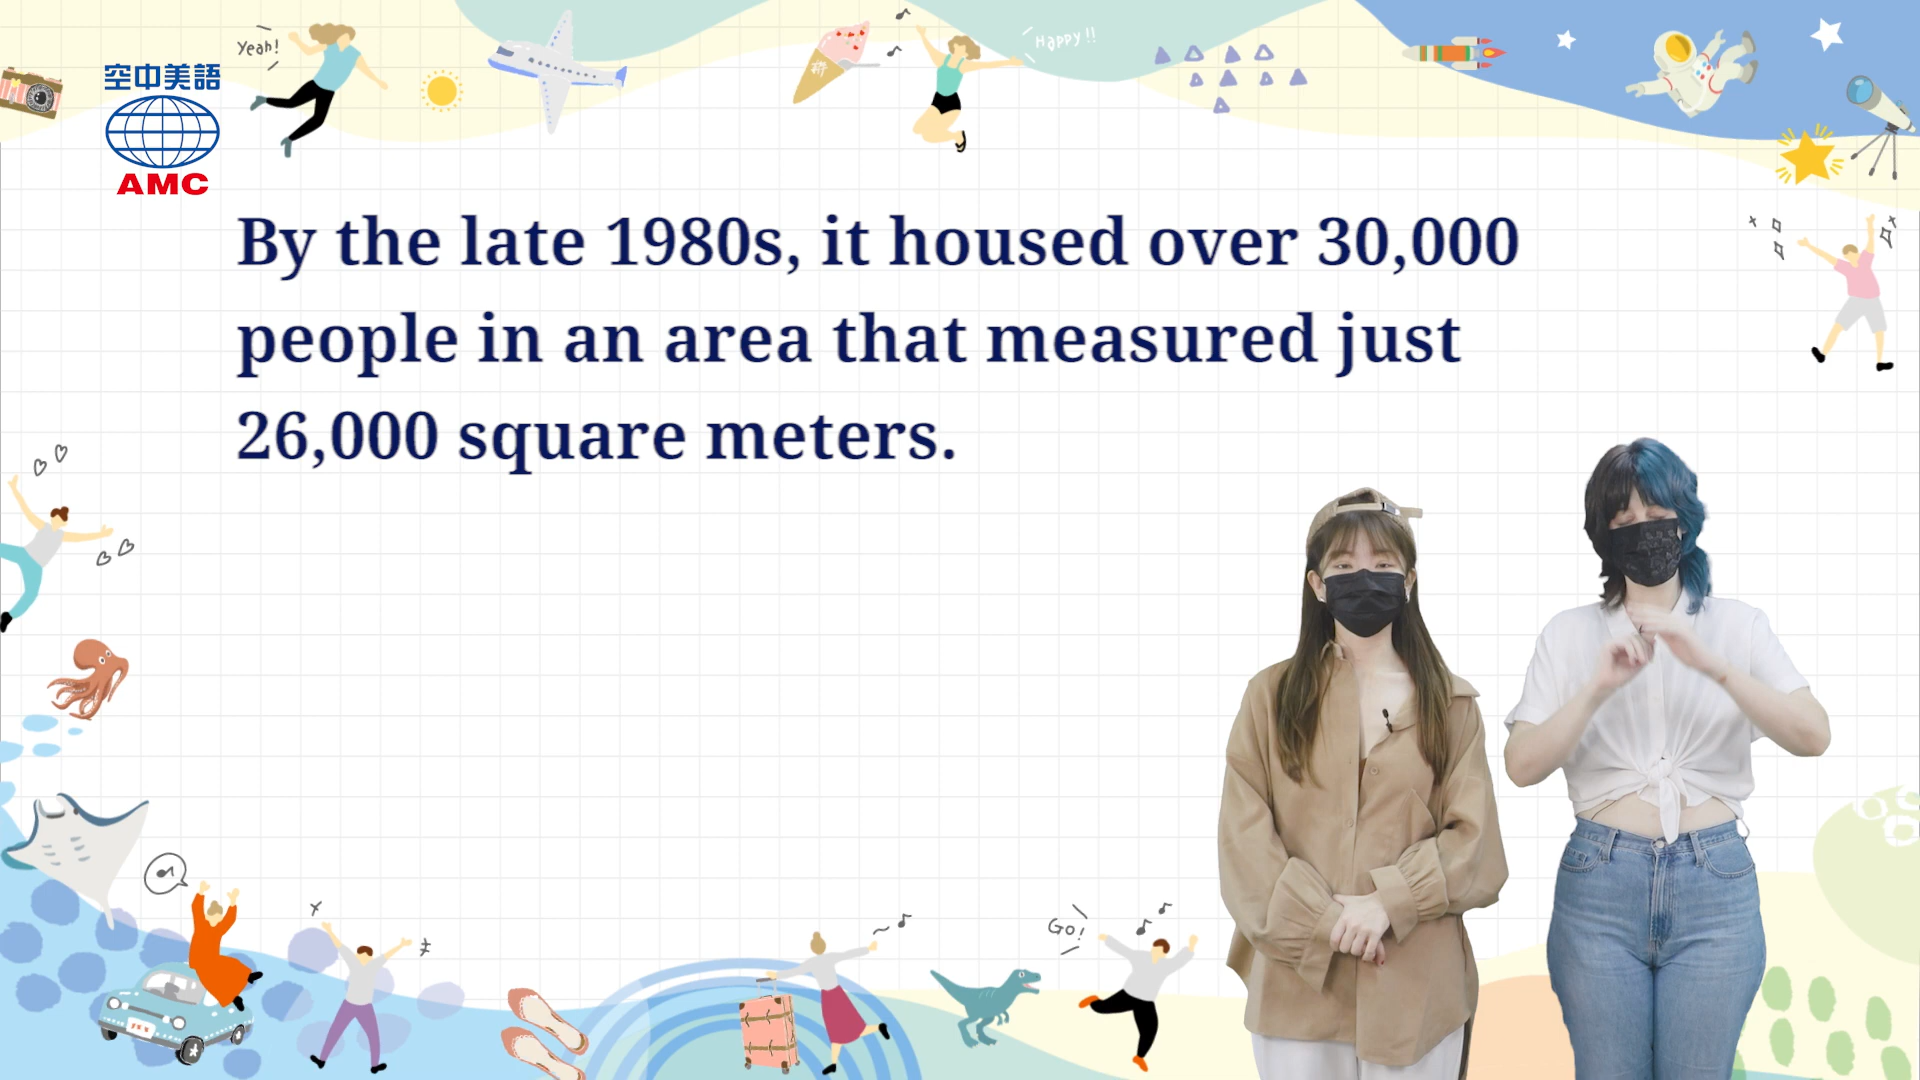 Yeah!
Happy!!
空中美語
AMC
By the late 1980s, it housed over 30,000
people in an area that measured just
26,000 square meters.
Go!